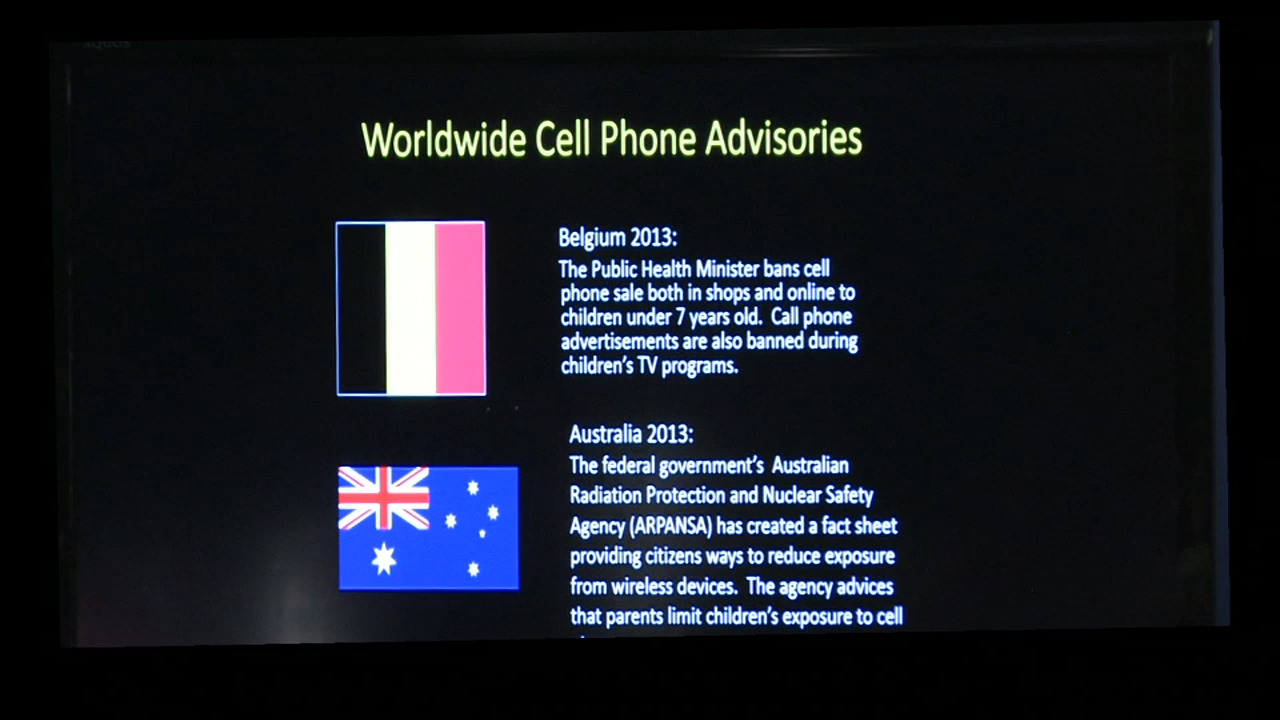 Worldwide Cell Phone Advisories
Belgium 2013:
The Public Health Minister bans cell
phone sale both in shops and online to
children under 7 years old. Call phone
advertisements are also banned during
children's TV programs.
Australia 2013:
The federal government's Australian
Radiation Protection and Nuclear Safety
Agency (ARPANSA) has created a fact sheet
providing citizens ways to reduce exposure
from wireless devices. The agency advices
that parents limit children's exposure to cell